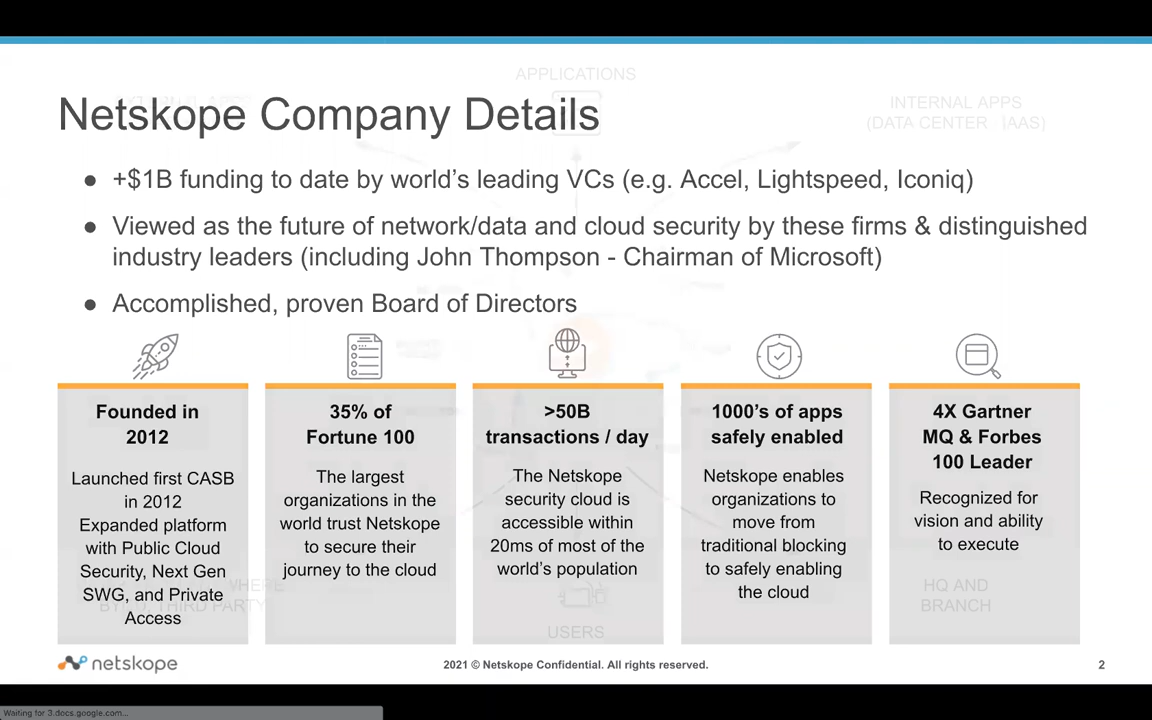 APPLICATIONS
Netskope Company Details
INTERNAL APPS
(DATA CENTER IAAS)
● +$1B funding to date by world’s leading VCs (e.g. Accel, Lightspeed, Iconiq)
● Viewed as the future of network/data and cloud security by these firms & distinguished
industry leaders (including John Thompson - Chairman of Microsoft)
● Accomplished, proven Board of Directors
Founded in
2012
Launched first CASB
in 2012
Expanded platform
with Public Cloud
Security, Next Gen
SWG, and Private
Access
35% of
Fortune 100
The largest
organizations in the
world trust Netskope
to secure their
journey to the cloud
>50B
transactions / day
The Netskope
security cloud is
accessible within
20ms of most of the
world’s population
1000’s of apps
safely enabled
Netskope enables
organizations to
move from
traditional blocking
to safely enabling
the cloud
4X Gartner
MQ & Forbes
100 Leader
Recognized for
vision and ability
to execute
THIRD PARTY
USERS
HQ AND
BRANCH
netskope
2021 © Netskope Confidential. All rights reserved.
2
Waiting for 3.docs.google.com...